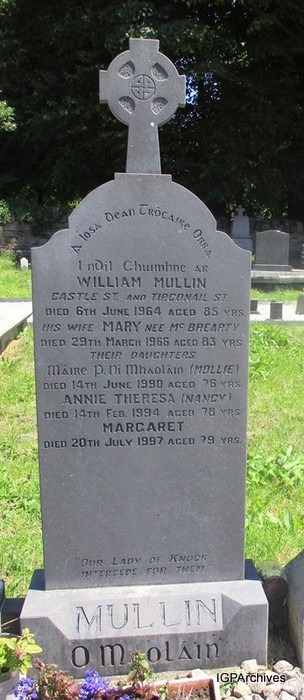 A Íosa Dean Trócaire Orra
Indíl Chuimhne ar
WILLIAM MULLIN
CASTLE ST. AND TIRCONAIL ST.
DIED 6TH JUNE 1964 AGED 85 YRS.
HIS WIFE MARY NEE McBREARTY
DIED 29TH MARCH 1966 AGED 83 YRS.
THEIR DAUGHTERS
Máire P. Ní Mhaoláin (MOLLIE)
DIED 14TH JUNE 1990 AGED 76 YRS.
ANNIE THERESA (NANCY)
DIED 14TH FEB. 1994 AGED 78 YRS.
MARGARET
DIED 20TH JULY 1997 AGED 79 YRS.
"OUR LADY OF KNOCK
INTERCEDE FOR THEM"
MULLIN
O Maoláin
IGPArchives